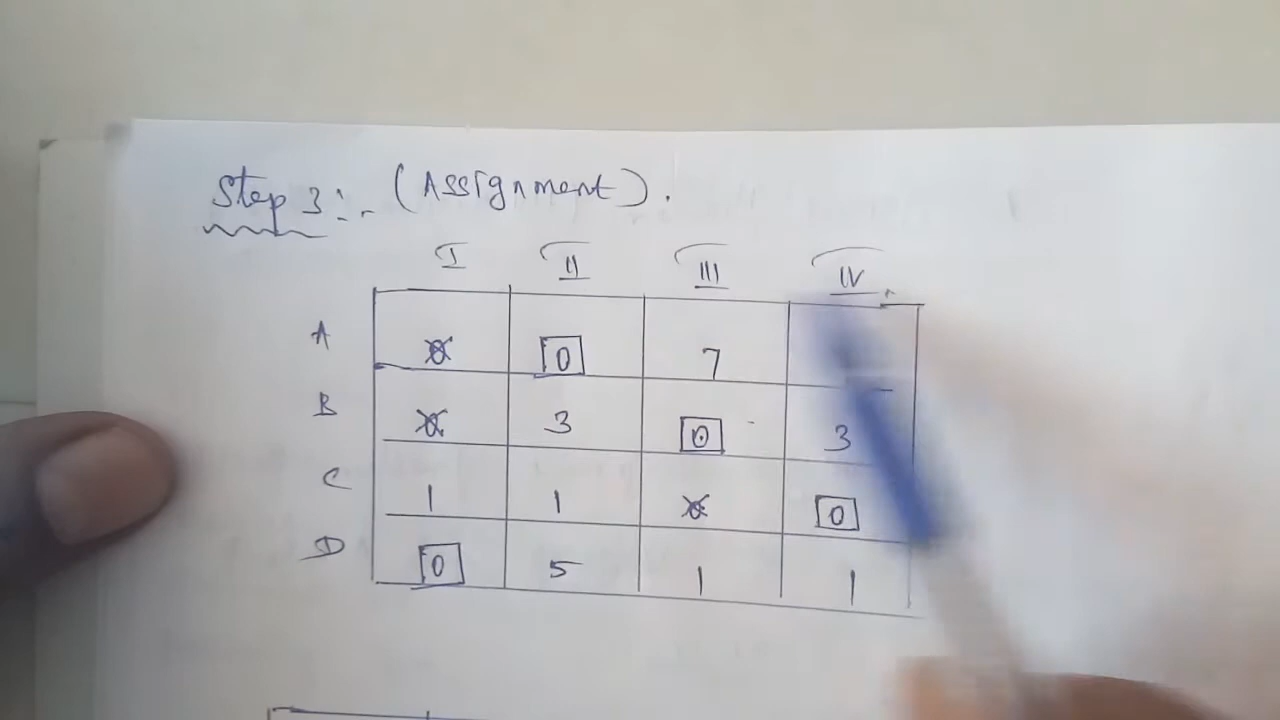 Step 3:- (Assignment).
I II III IV
A 0 0 7
B 0 3 0 3
C 1 1 0 0
D 0 5 1 1